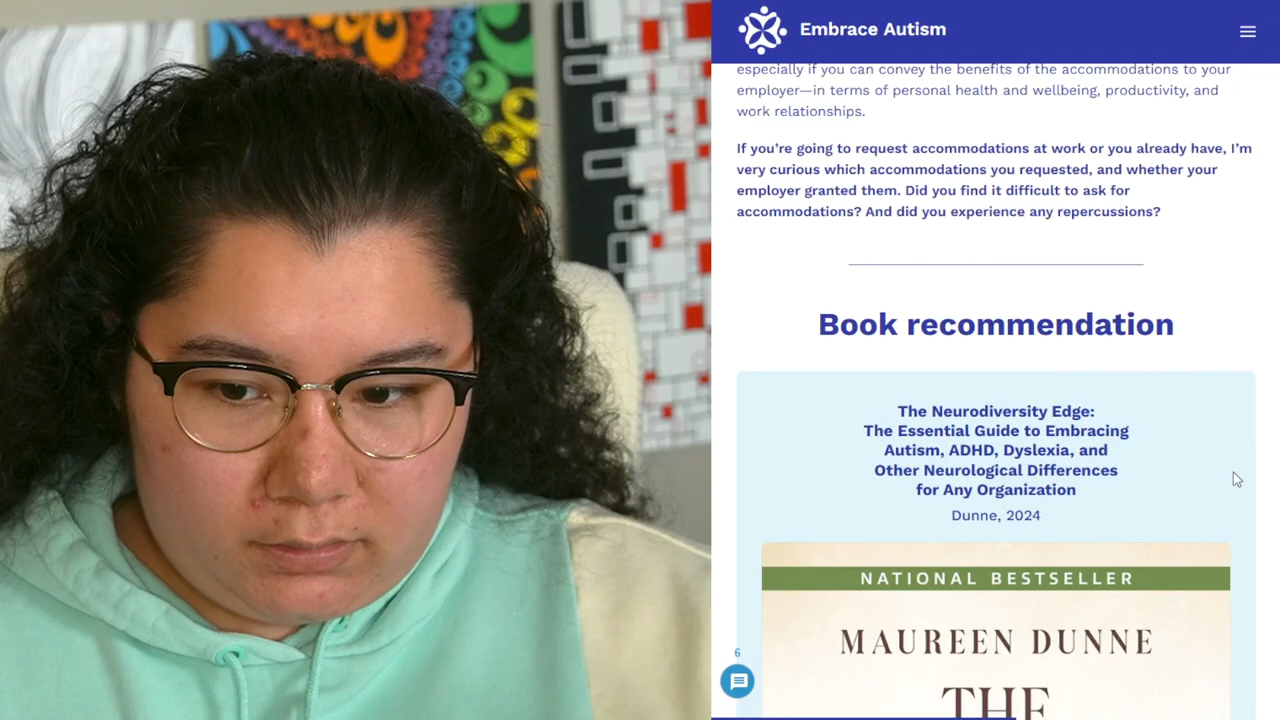 Embrace Autism
especially if you can convey the benefits of the accommodations to your
employer—in terms of personal health and wellbeing, productivity, and
work relationships.
If you’re going to request accommodations at work or you already have, I’m
very curious which accommodations you requested, and whether your
employer granted them. Did you find it difficult to ask for
accommodations? And did you experience any repercussions?
Book recommendation
The Neurodiversity Edge:
The Essential Guide to Embracing
Autism, ADHD, Dyslexia, and
Other Neurological Differences
for Any Organization
Dunne, 2024
NATIONAL BESTSELLER
MAUREEN DUNNE
THE
6